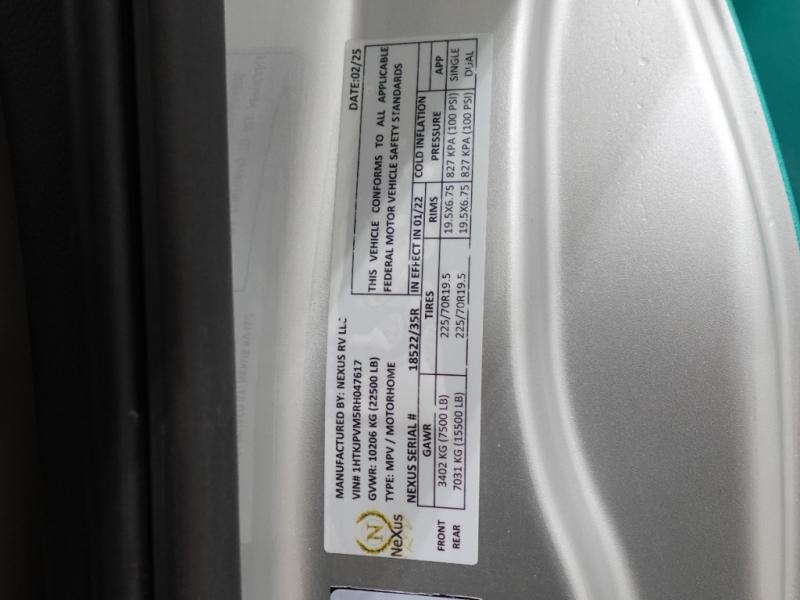 DATE:02/25
MANUFACTURED BY: NEXUS RV LLC
VIN# 1HTKJPVM5RH047617
GVWR: 10206 KG (22500 LB)
TYPE: MPV / MOTORHOME
THIS VEHICLE CONFORMS TO ALL APPLICABLE
FEDERAL MOTOR VEHICLE SAFETY STANDARDS
IN EFFECT IN 01/22
N
NeXus
NEXUS SERIAL # 18522/35R
GAWR TIRES RIMS COLD INFLATION PRESSURE APP
FRONT 3402 KG (7500 LB) 225/70R19.5 19.5X6.75 827 KPA (100 PSI) SINGLE
REAR 7031 KG (15500 LB) 225/70R19.5 19.5X6.75 827 KPA (100 PSI) DUAL